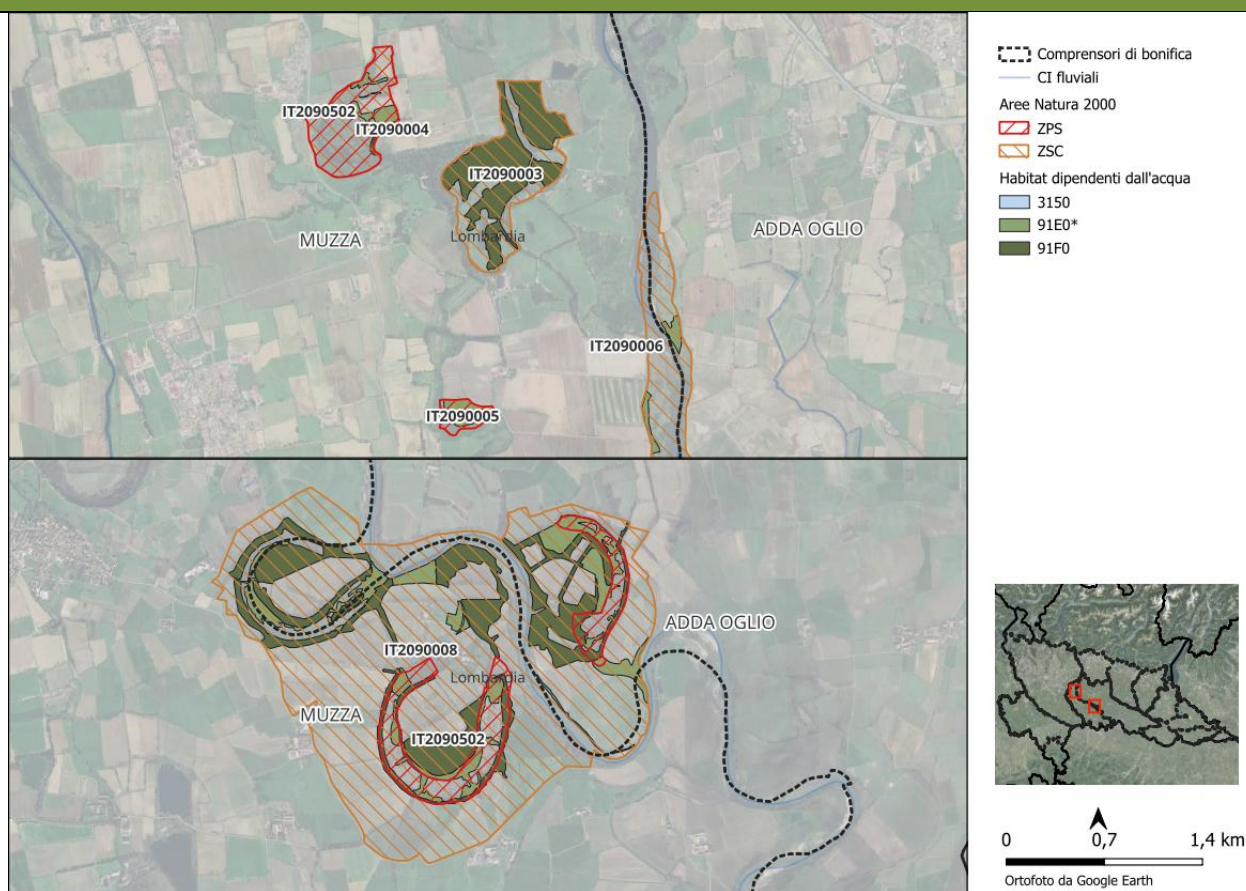 IT2090502
IT2090004
IT2090003
MUZZA
Lombardia
ADDA OGLIO
IT2090006
IT2090005
ADDA OGLIO
IT2090008
Lombardia
MUZZA
IT2090502
Comprensori di bonifica
CI fluviali
Aree Natura 2000
ZPS
ZSC
Habitat dipendenti dall'acqua
3150
91E0*
91F0
0 0,7 1,4 km
Ortofoto da Google Earth